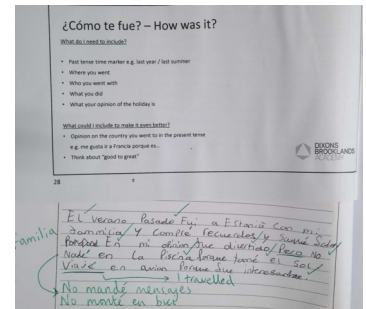 ¿Cómo te fue? – How was it?
What do I need to include?
• Past tense time marker e.g. last year / last summer
• Where you went
• Who you went with
• What you did
• What your opinion of the holiday is
What could I include to make it even better?
• Opinion on the country you went to in the present tense
e.g. me gusta ir a Francia porque es...
• Think about "good to great"
DIXONS
BROOKLANDS
ACADEMY
28
El verano Pasado Fui a con mi
familia
y compre recuerdos y
En mi opinion fue divertido Pero No
Nadé en la Piscina Porque tomé el sol
Viajé en avion Porque fue interesante.
I travelled
No mandé mensajes
No monté en bici